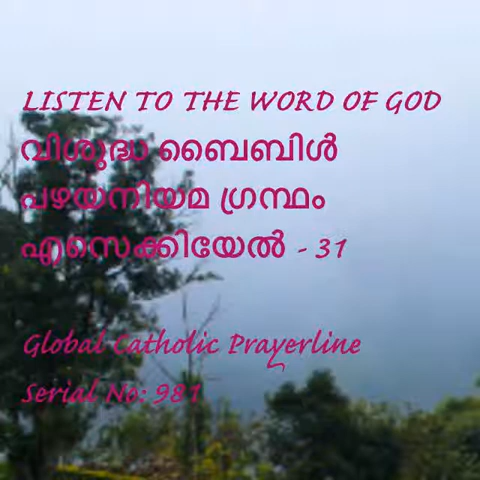 LISTEN TO THE WORD OF GOD
വിശുദ്ധ ബൈബിൾ
പഴയനിയമ ഗ്രന്ഥം
എസെക്കിയേൽ - 31
Global Catholic Prayerline
Serial No: 981